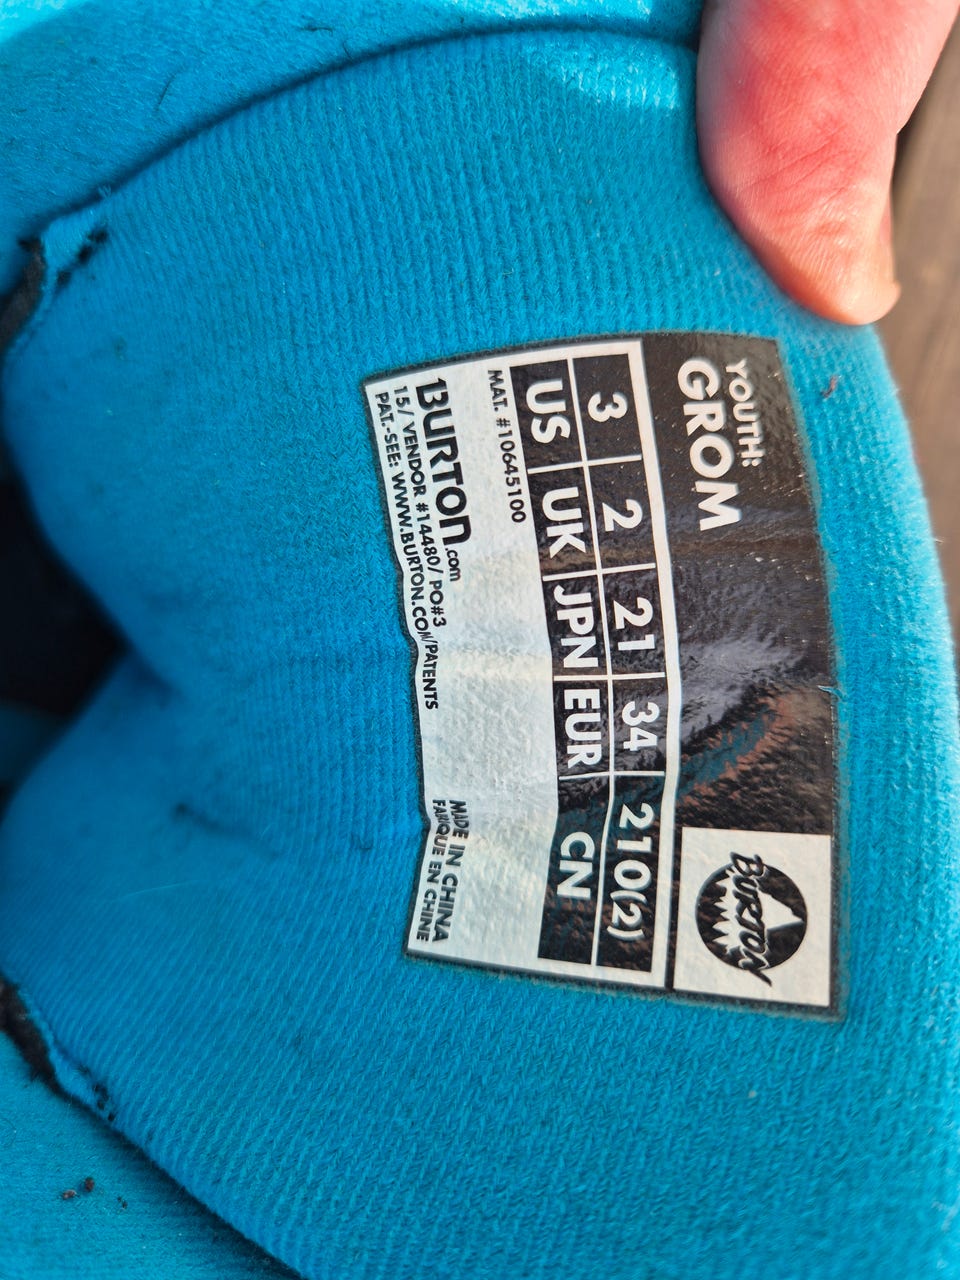 YOUTH:
GROM
BURTON
3 2 21 34 210(2)
US UK JPN EUR CN
MAT. #10645100
BURTON.com
15/ VENDOR #14480/ PO#3
PAT.-SEE: WWW.BURTON.COM/PATENTS
MADE IN CHINA
FABRIQUE EN CHINE